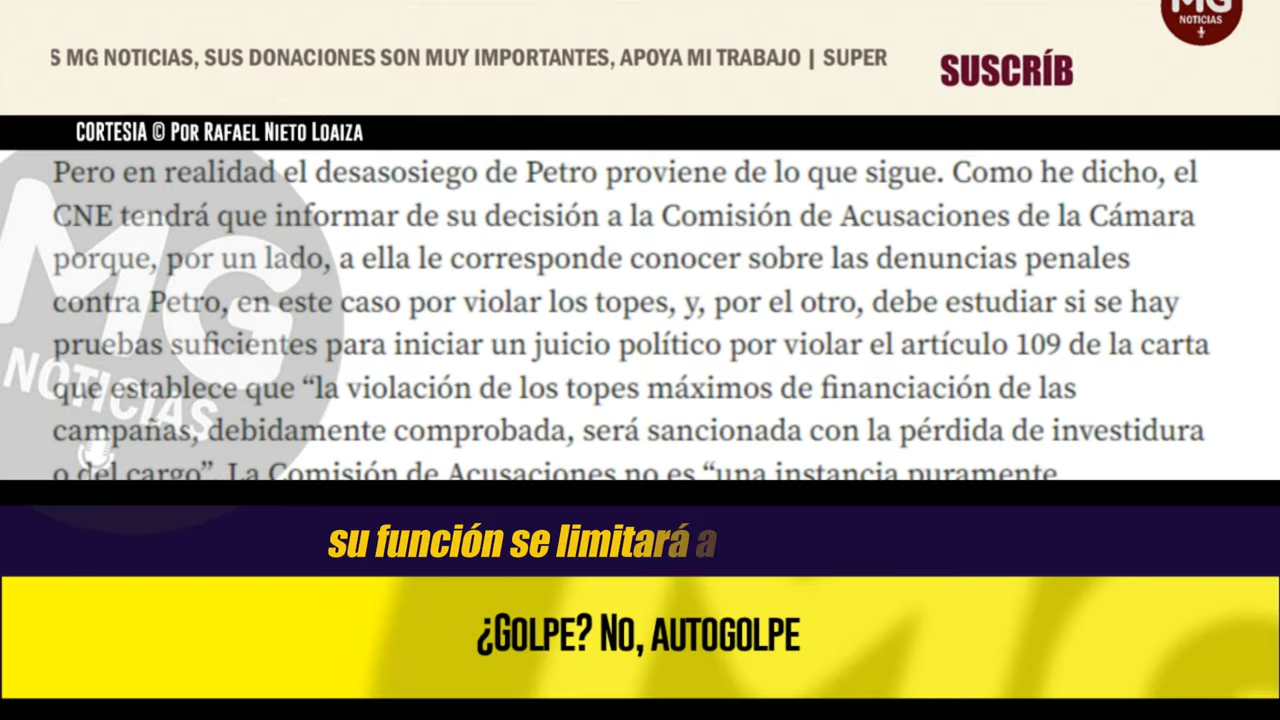 S MG NOTICIAS, SUS DONACIONES SON MUY IMPORTANTES, APOYA MI TRABAJO | SUPER
SUSCRÍB
MG
NOTICIAS
CORTESIA © POR RAFAEL NIETO LOAIZA
Pero en realidad el desasosiego de Petro proviene de lo que sigue. Como he dicho, el
CNE tendrá que informar de su decisión a la Comisión de Acusaciones de la Cámara
porque, por un lado, a ella le corresponde conocer sobre las denuncias penales
contra Petro, en este caso por violar los topes, y, por el otro, debe estudiar si se hay
pruebas suficientes para iniciar un juicio político por violar el artículo 109 de la carta
que establece que “la violación de los topes máximos de financiación de las
campañas, debidamente comprobada, será sancionada con la pérdida de investidura
o del cargo”. La Comisión de Acusaciones no es “una instancia puramente
MG
NOTICIAS
su función se limitará a
¿GOLPE? NO, AUTOGOLPE